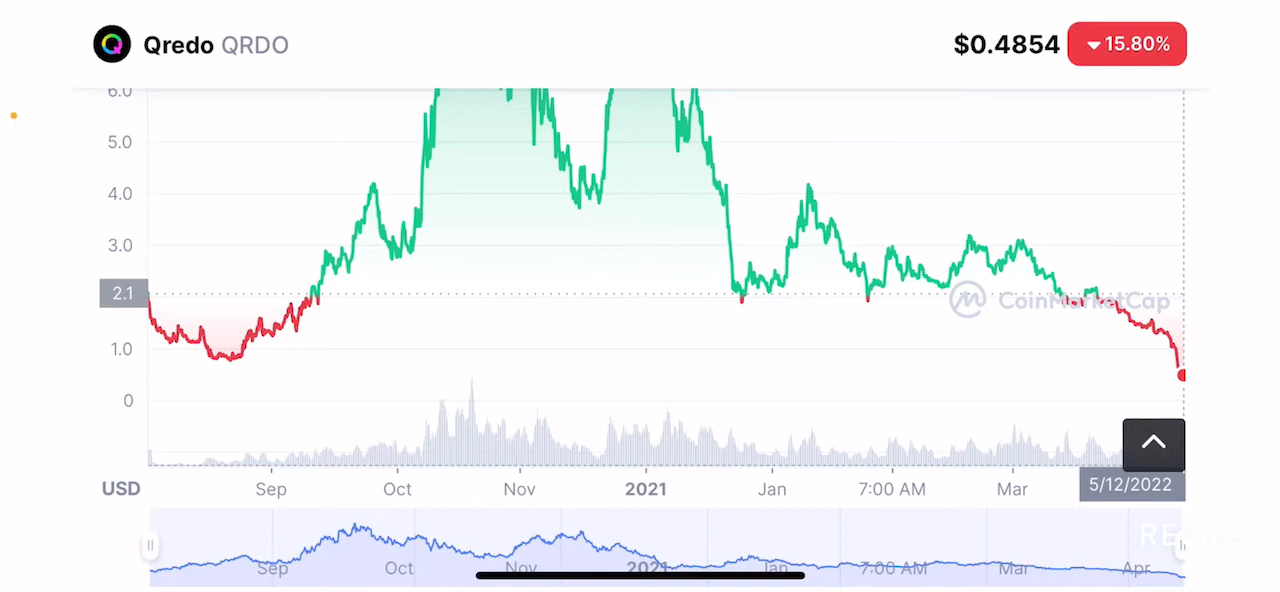 Qredo QRDO
$0.4854 15.80%
6.0
5.0
4.0
3.0
2.1
CoinMarketCap
1.0
0
USD Sep Oct Nov 2021 Jan 7:00 AM Mar 5/12/2022
Sep Oct Nov 2021 Jan 7:00 AM Mar Apr